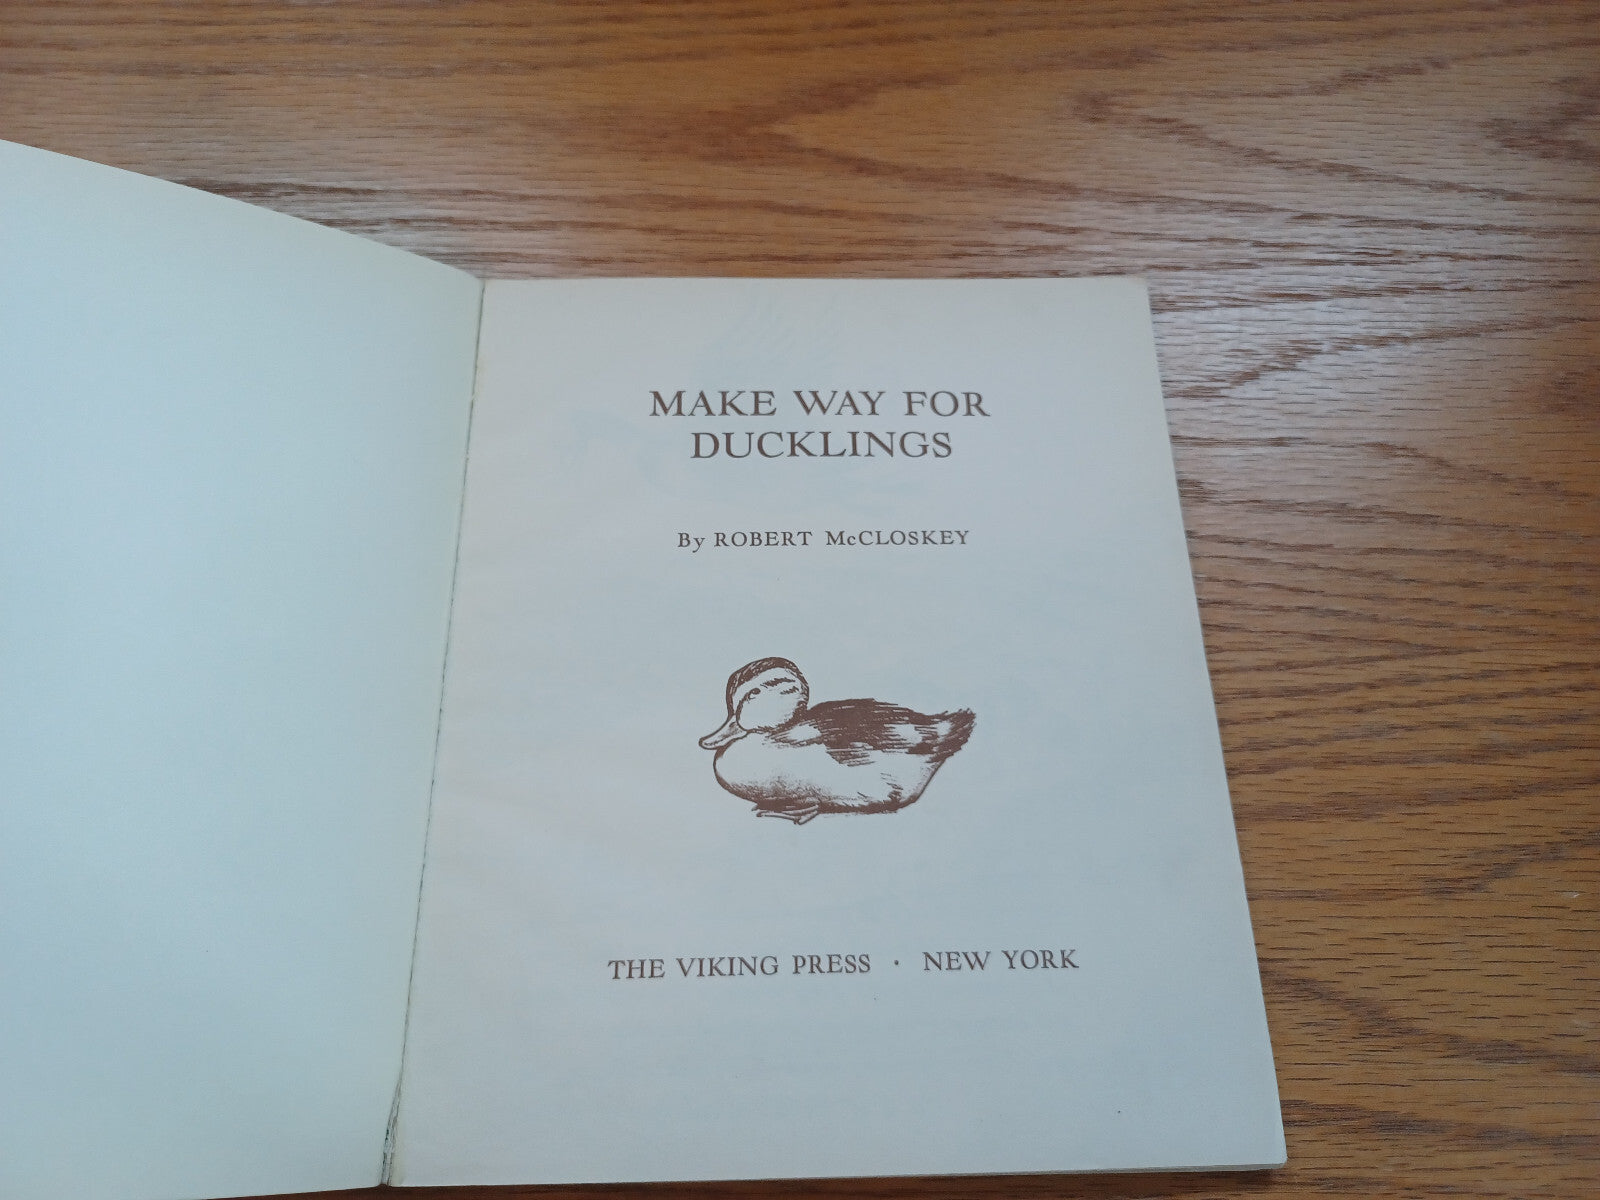 MAKE WAY FOR
DUCKLINGS
By ROBERT McCLOSKEY
THE VIKING PRESS · NEW YORK